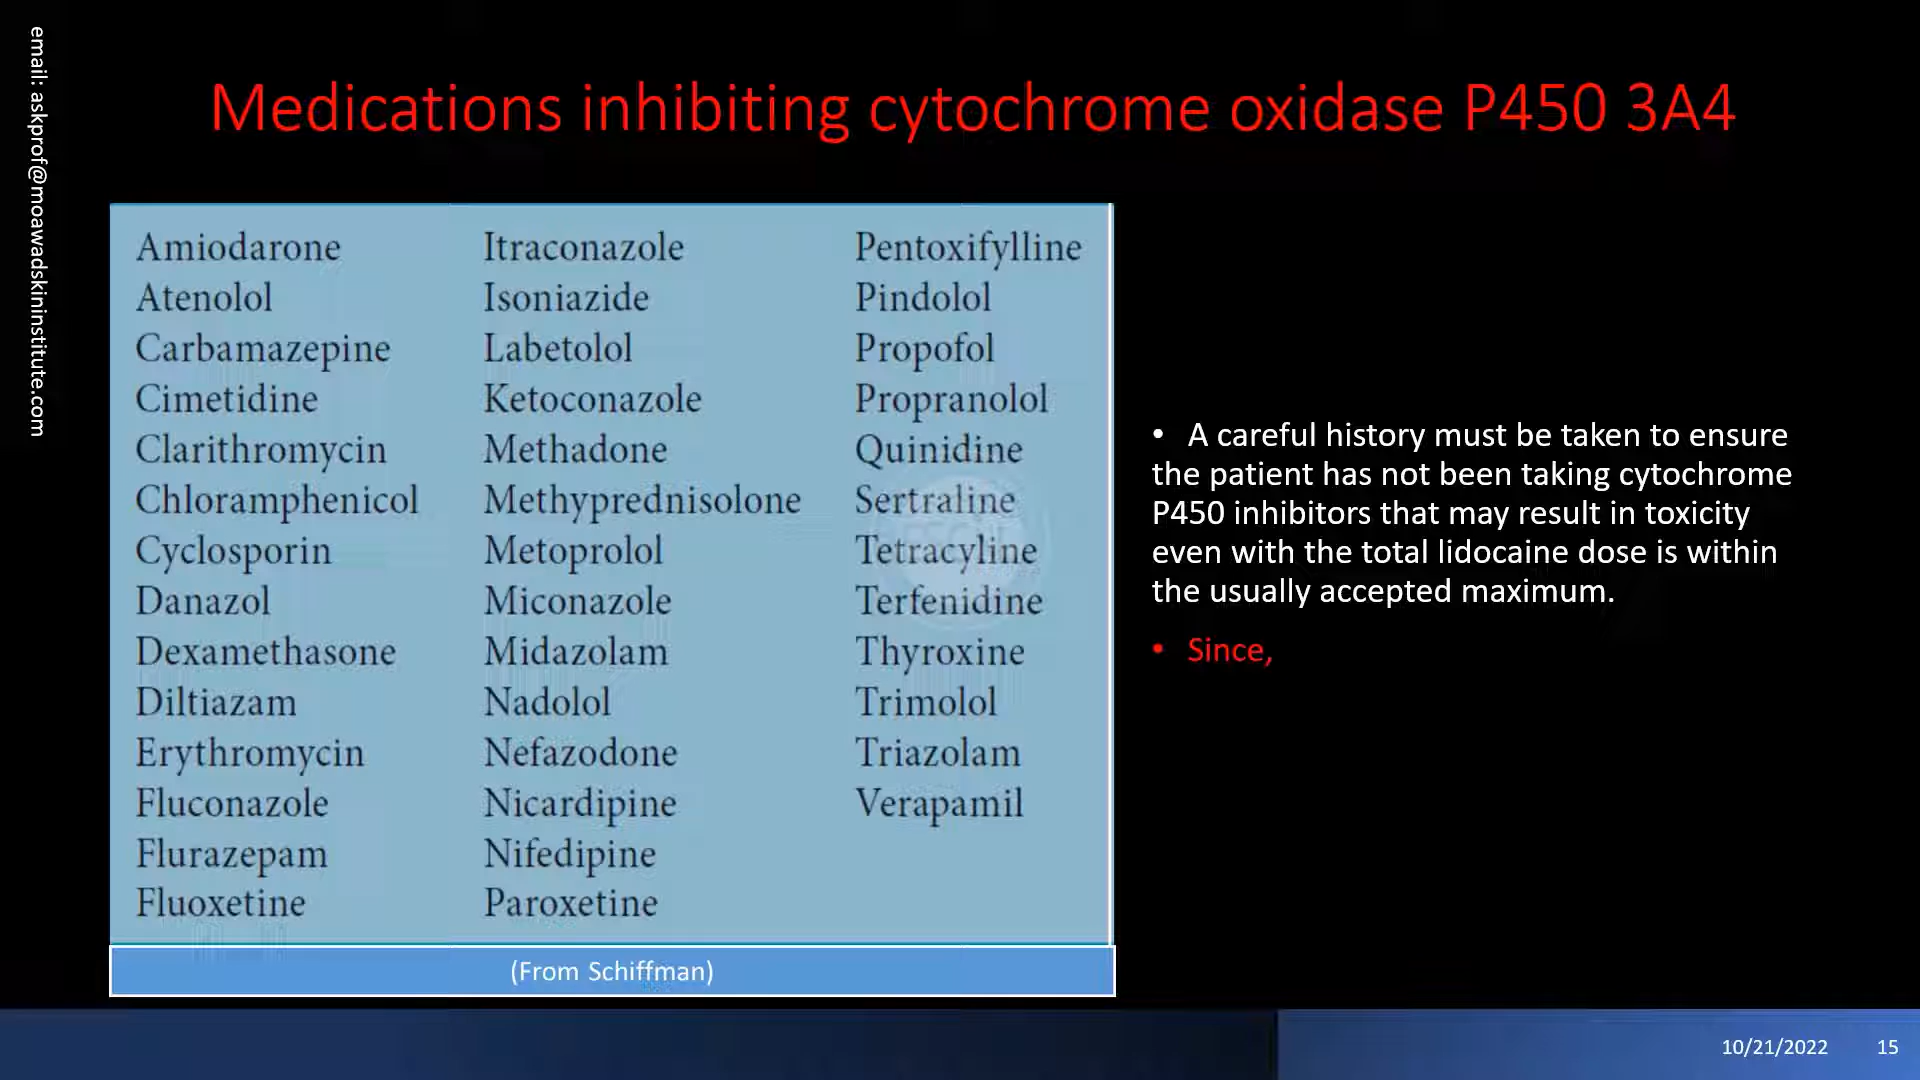 email: askprof@moawadskininstitute.com
Medications inhibiting cytochrome oxidase P450 3A4
Amiodarone
Atenolol
Carbamazepine
Cimetidine
Clarithromycin
Chloramphenicol
Cyclosporin
Danazol
Dexamethasone
Diltiazam
Erythromycin
Fluconazole
Flurazepam
Fluoxetine
Itraconazole
Isoniazide
Labetolol
Ketoconazole
Methadone
Methyprednisolone
Metoprolol
Miconazole
Midazolam
Nadolol
Nefazodone
Nicardipine
Nifedipine
Paroxetine
Pentoxifylline
Pindolol
Propofol
Propranolol
Quinidine
Sertraline
Tetracyline
Terfenidine
Thyroxine
Trimolol
Triazolam
Verapamil
(From Schiffman)
• A careful history must be taken to ensure
the patient has not been taking cytochrome
P450 inhibitors that may result in toxicity
even with the total lidocaine dose is within
the usually accepted maximum.
• Since,
10/21/2022
15